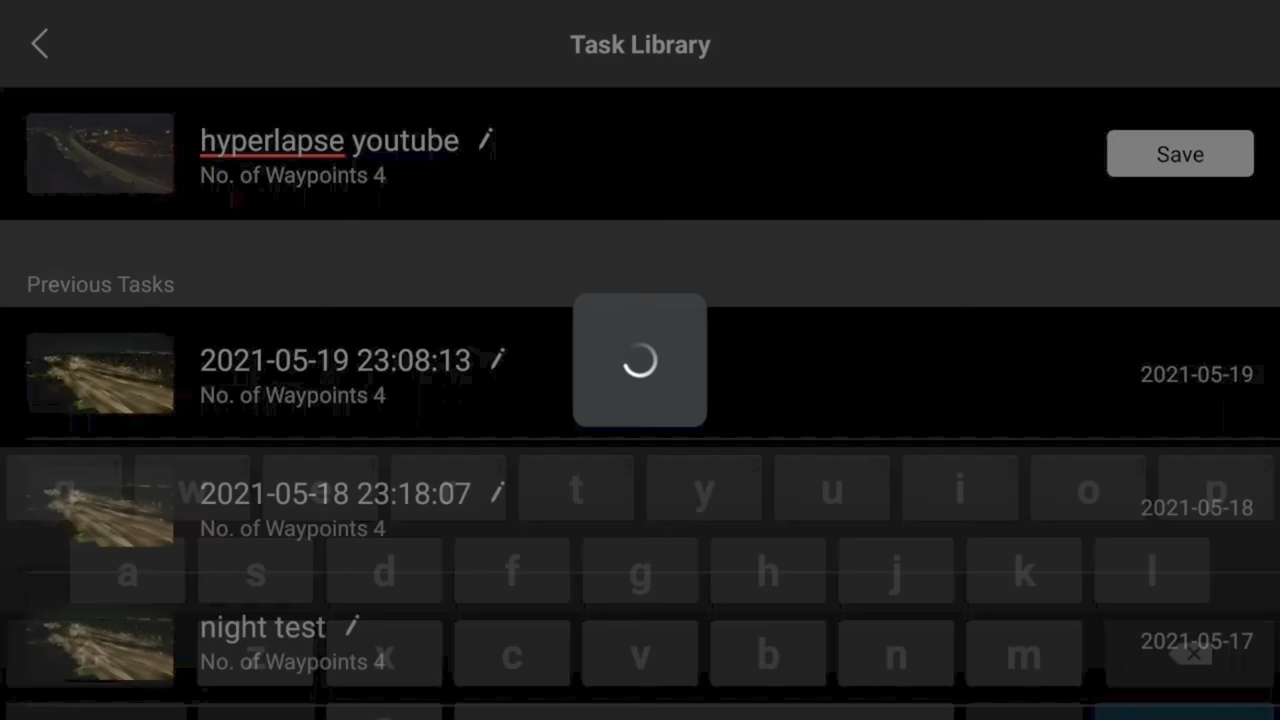 Task Library
hyperlapse youtube
No. of Waypoints 4
Save
Previous Tasks
2021-05-19 23:08:13
No. of Waypoints 4
2021-05-19
2021-05-18 23:18:07
No. of Waypoints 4
2021-05-18
q w t y u i o p
a s d f g h j k l
night test
No. of Waypoints 4
2021-05-17
z x c v b n m